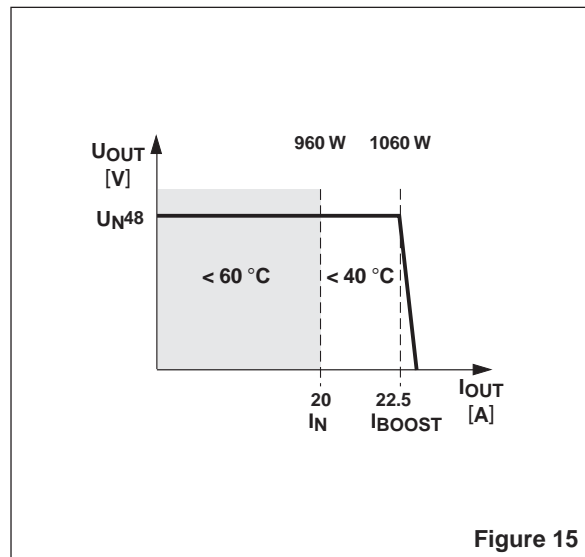 960 W 1060 W
UOUT
[V]
UN48
< 60 °C < 40 °C
20 22.5
IN IBOOST
IOUT
[A]
Figure 15